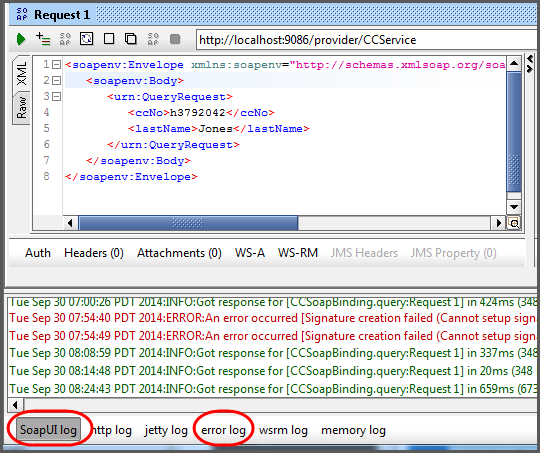 SO AP Request 1
SO AP SO AP http://localhost:9086/provider/CCService
XML
Raw
1 <soapenv:Envelope xmlns:soapenv="http://schemas.xmlsoap.org/soa
2 <soapenv:Body>
3 <urn:QueryRequest>
4 <ccNo>h3792042</ccNo>
5 <lastName>Jones</lastName>
6 </urn:QueryRequest>
7 </soapenv:Body>
8 </soapenv:Envelope>
Auth Headers (0) Attachments (0) WS-A WS-RM JMS Headers JMS Property (0)
Tue Sep 30 07:00:26 PDT 2014:INFO:Got response for [CCSoapBinding.query:Request 1] in 424ms (348
Tue Sep 30 07:54:40 PDT 2014:ERROR:An error occurred [Signature creation failed (Cannot setup signa
Tue Sep 30 07:54:49 PDT 2014:ERROR:An error occurred [Signature creation failed (Cannot setup signa
Tue Sep 30 08:08:59 PDT 2014:INFO:Got response for [CCSoapBinding.query:Request 1] in 337ms (348
Tue Sep 30 08:14:48 PDT 2014:INFO:Got response for [CCSoapBinding.query:Request 1] in 20ms (348
Tue Sep 30 08:24:43 PDT 2014:INFO:Got response for [CCSoapBinding.query:Request 1] in 659ms (673
SoapUI log http log jetty log error log wsrm log memory log